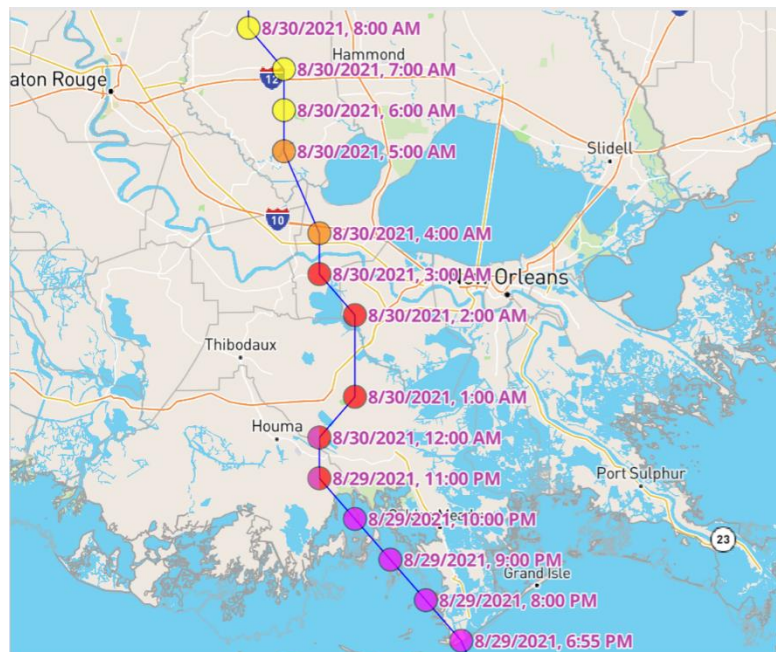 8/30/2021, 8:00 AM
Hammond
8/30/2021, 7:00 AM
12
aton Rouge
8/30/2021, 6:00 AM
8/30/2021, 5:00 AM
Slidell
10
8/30/2021, 4:00 AM
8/30/2021, 3:00 AM
New Orleans
8/30/2021, 2:00 AM
Thibodaux
8/30/2021, 1:00 AM
Houma
8/30/2021, 12:00 AM
8/29/2021, 11:00 PM
Port Sulphur
8/29/2021, 10:00 PM
23
8/29/2021, 9:00 PM
Grand Isle
8/29/2021, 8:00 PM
8/29/2021, 6:55 PM